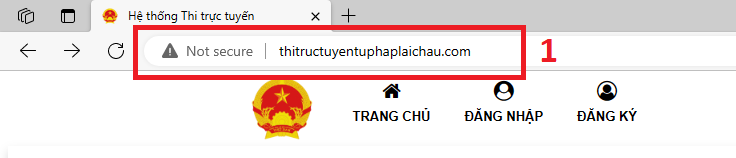 Hệ thống Thi trực tuyến
Not secure thitructuyentuphaplaichau.com
1
TRANG CHỦ ĐĂNG NHẬP ĐĂNG KÝ